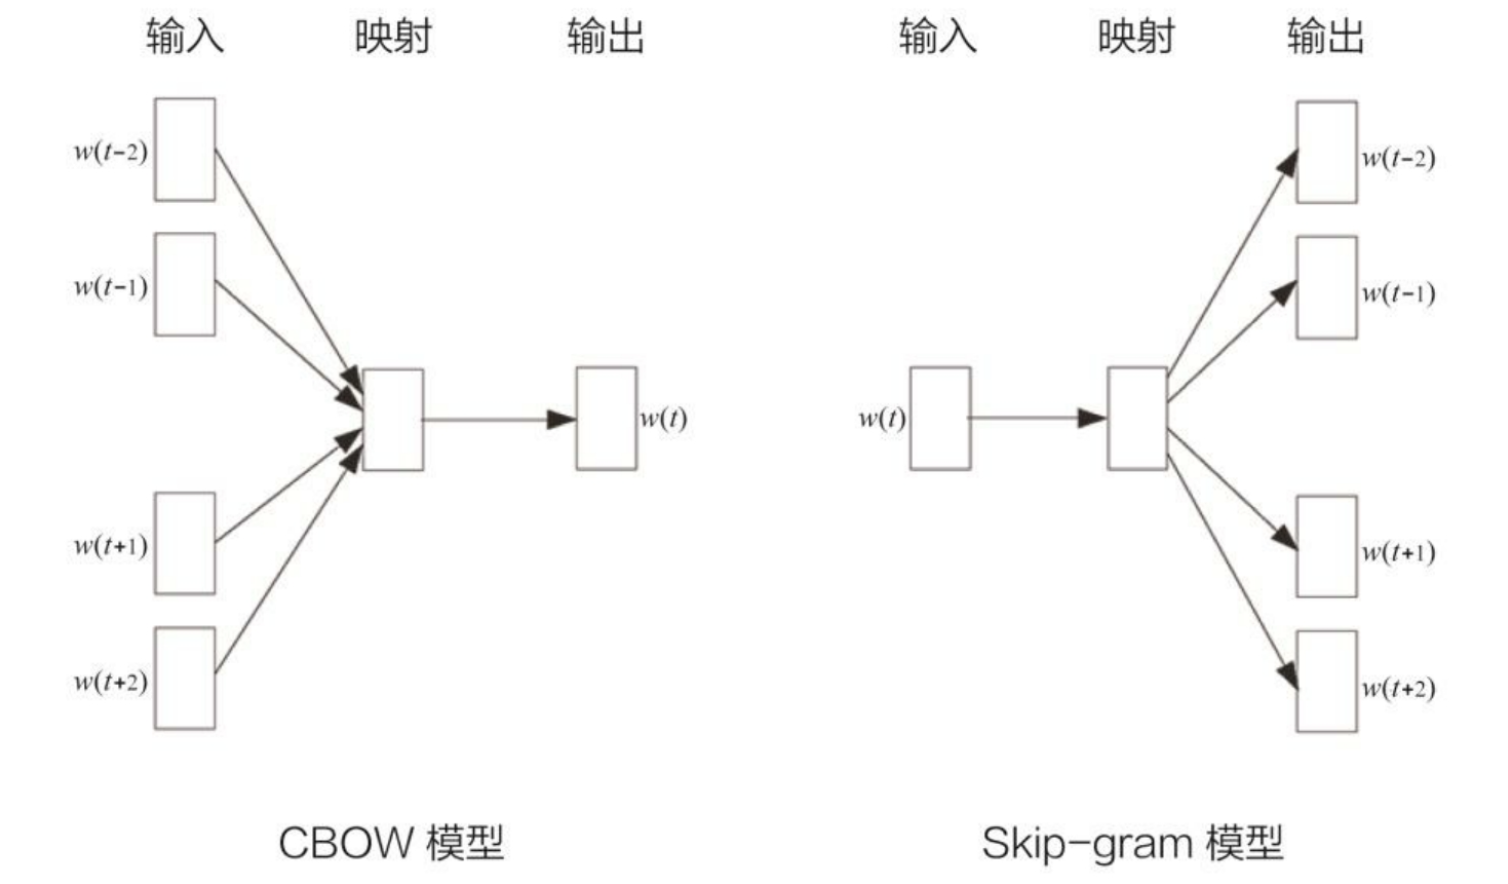 输入 映射 输出
w(t-2)
w(t-1)
w(t)
w(t+1)
w(t+2)
CBOW 模型
输入 映射 输出
w(t-2)
w(t-1)
w(t)
w(t+1)
w(t+2)
Skip-gram 模型